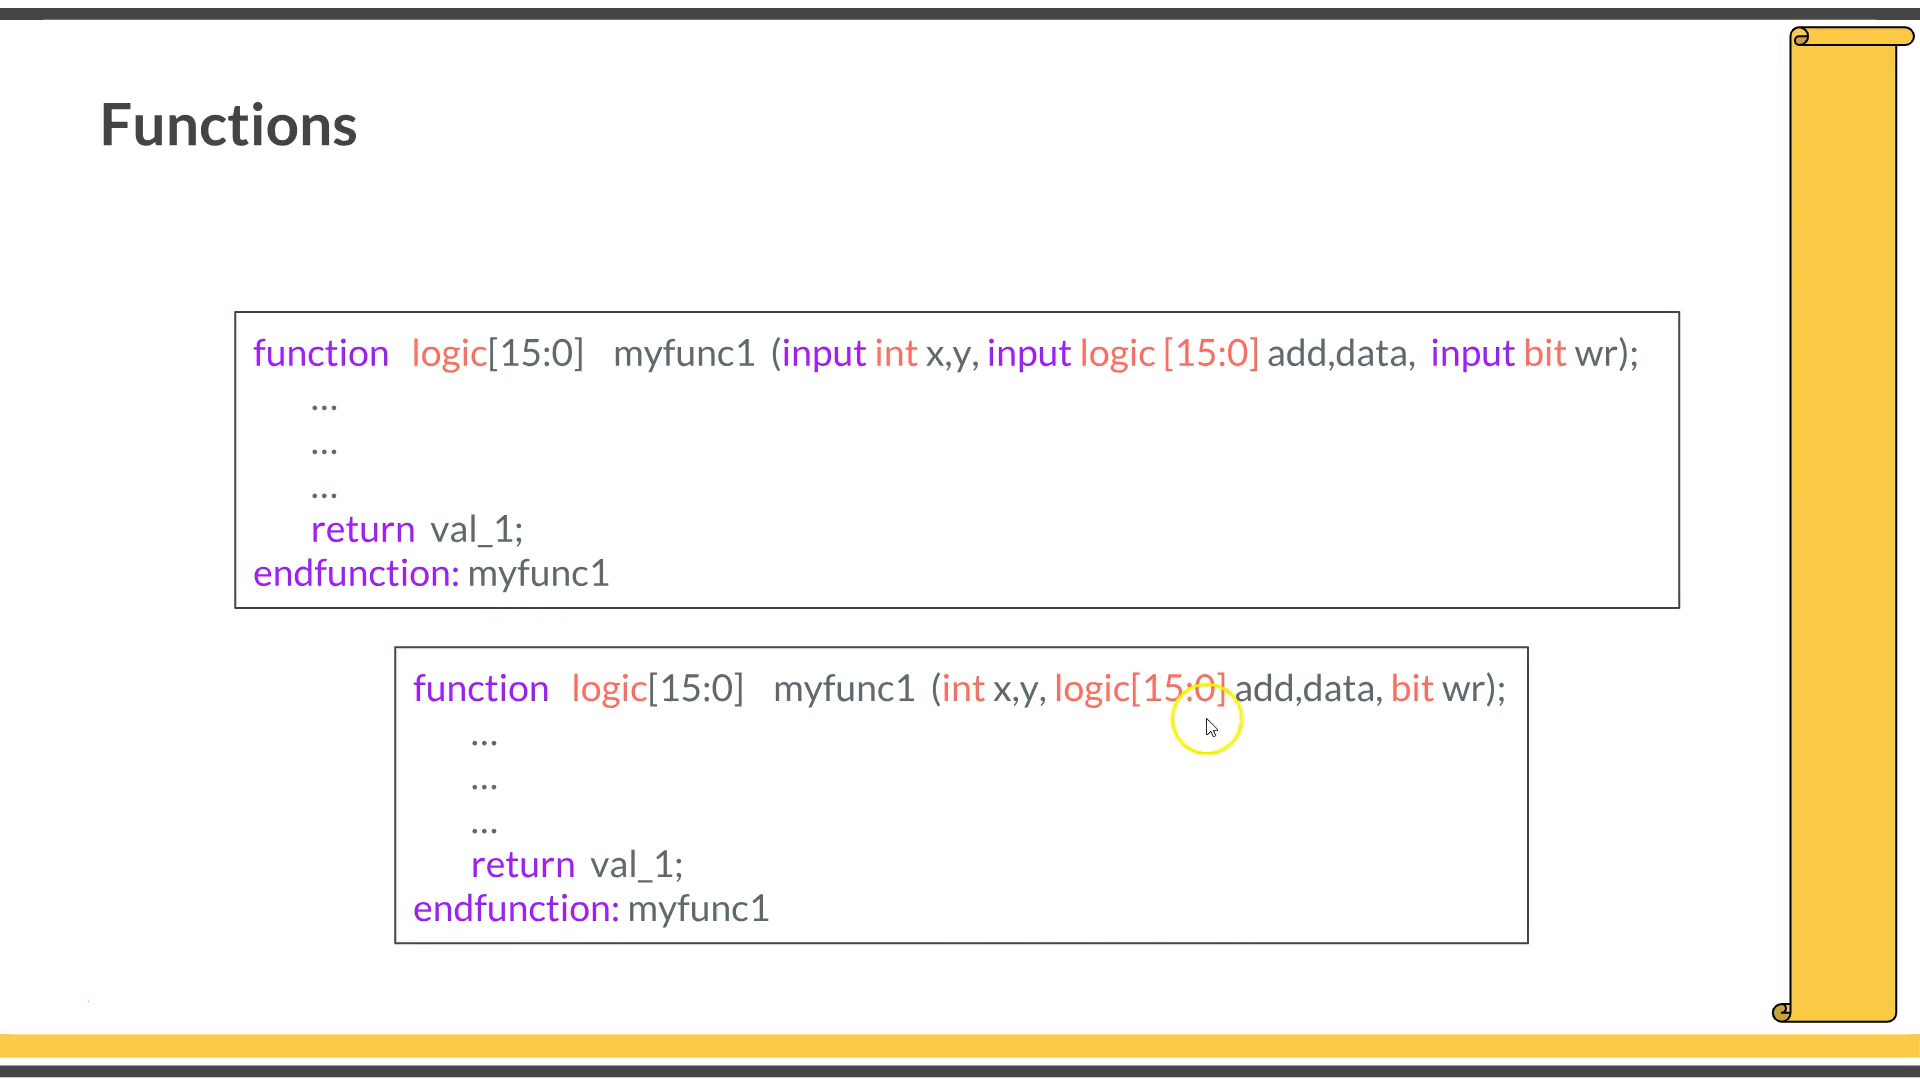 Functions
function logic[15:0] myfunc1 (input int x,y, input logic [15:0] add,data, input bit wr);
...
...
...
return val_1;
endfunction: myfunc1
function logic[15:0] myfunc1 (int x,y, logic[15:0] add,data, bit wr);
...
...
...
return val_1;
endfunction: myfunc1